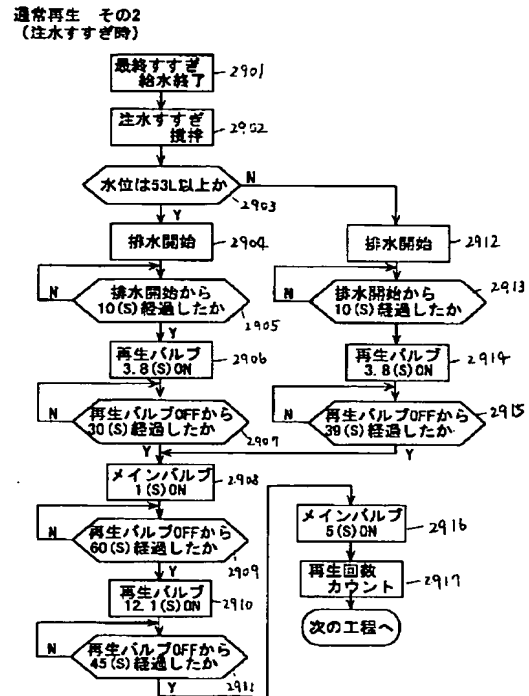 通常再生 その2
(注水すすぎ時)
最終すすぎ
給水終了
2901
注水すすぎ
撹拌
2902
水位は53L以上か
N
2903
Y
排水開始
2904
排水開始
2912
排水開始から
10(S)経過したか
N
2905
Y
排水開始から
10(S)経過したか
N
2913
Y
再生バルブ
3.8(S)ON
2906
再生バルブ
3.8(S)ON
2914
再生バルブOFFから
30(S)経過したか
N
2907
Y
再生バルブOFFから
39(S)経過したか
N
2915
Y
メインバルブ
1(S)ON
2908
再生バルブOFFから
60(S)経過したか
N
2909
Y
再生バルブ
12.1(S)ON
2910
再生バルブOFFから
45(S)経過したか
N
2911
Y
メインバルブ
5(S)ON
2916
再生回数
カウント
2917
次の工程へ